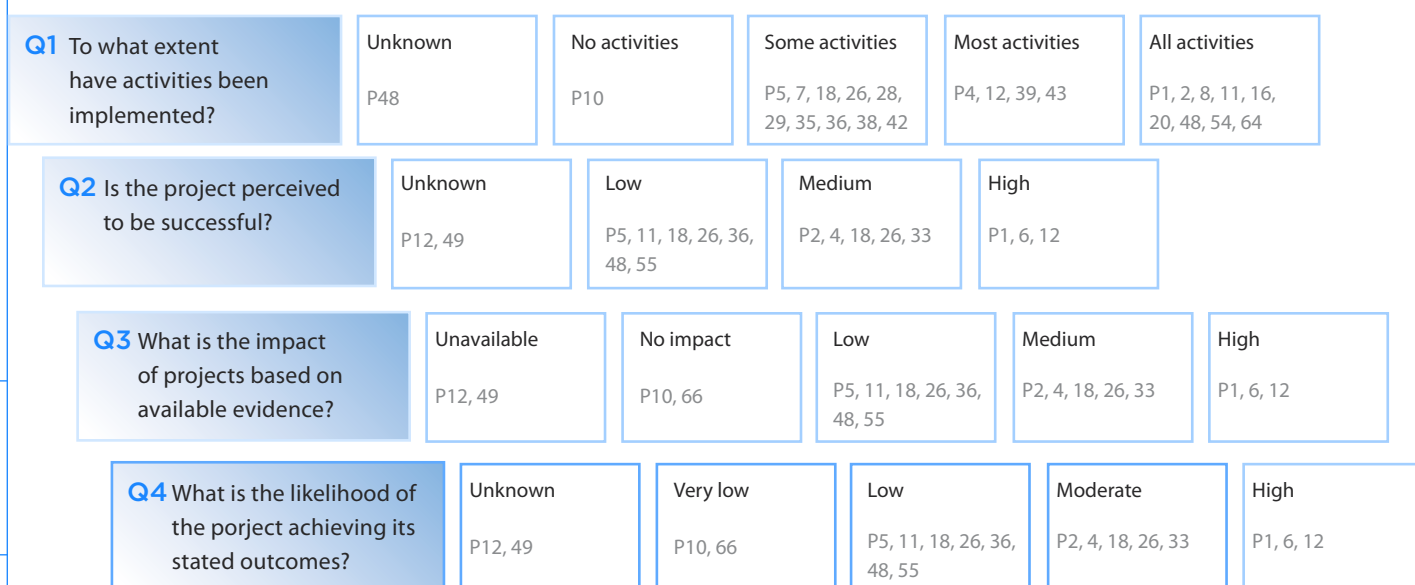 Q1 To what extent
have activities been
implemented?
Unknown
P48
No activities
P10
Some activities
P5, 7, 18, 26, 28,
29, 35, 36, 38, 42
Most activities
P4, 12, 39, 43
All activities
P1, 2, 8, 11, 16,
20, 48, 54, 64
Q2 Is the project perceived
to be successful?
Unknown
P12, 49
Low
P5, 11, 18, 26, 36,
48, 55
Medium
P2, 4, 18, 26, 33
High
P1, 6, 12
Q3 What is the impact
of projects based on
available evidence?
Unavailable
P12, 49
No impact
P10, 66
Low
P5, 11, 18, 26, 36,
48, 55
Medium
P2, 4, 18, 26, 33
High
P1, 6, 12
Q4 What is the likelihood of
the porject achieving its
stated outcomes?
Unknown
P12, 49
Very low
P10, 66
Low
P5, 11, 18, 26, 36,
48, 55
Moderate
P2, 4, 18, 26, 33
High
P1, 6, 12